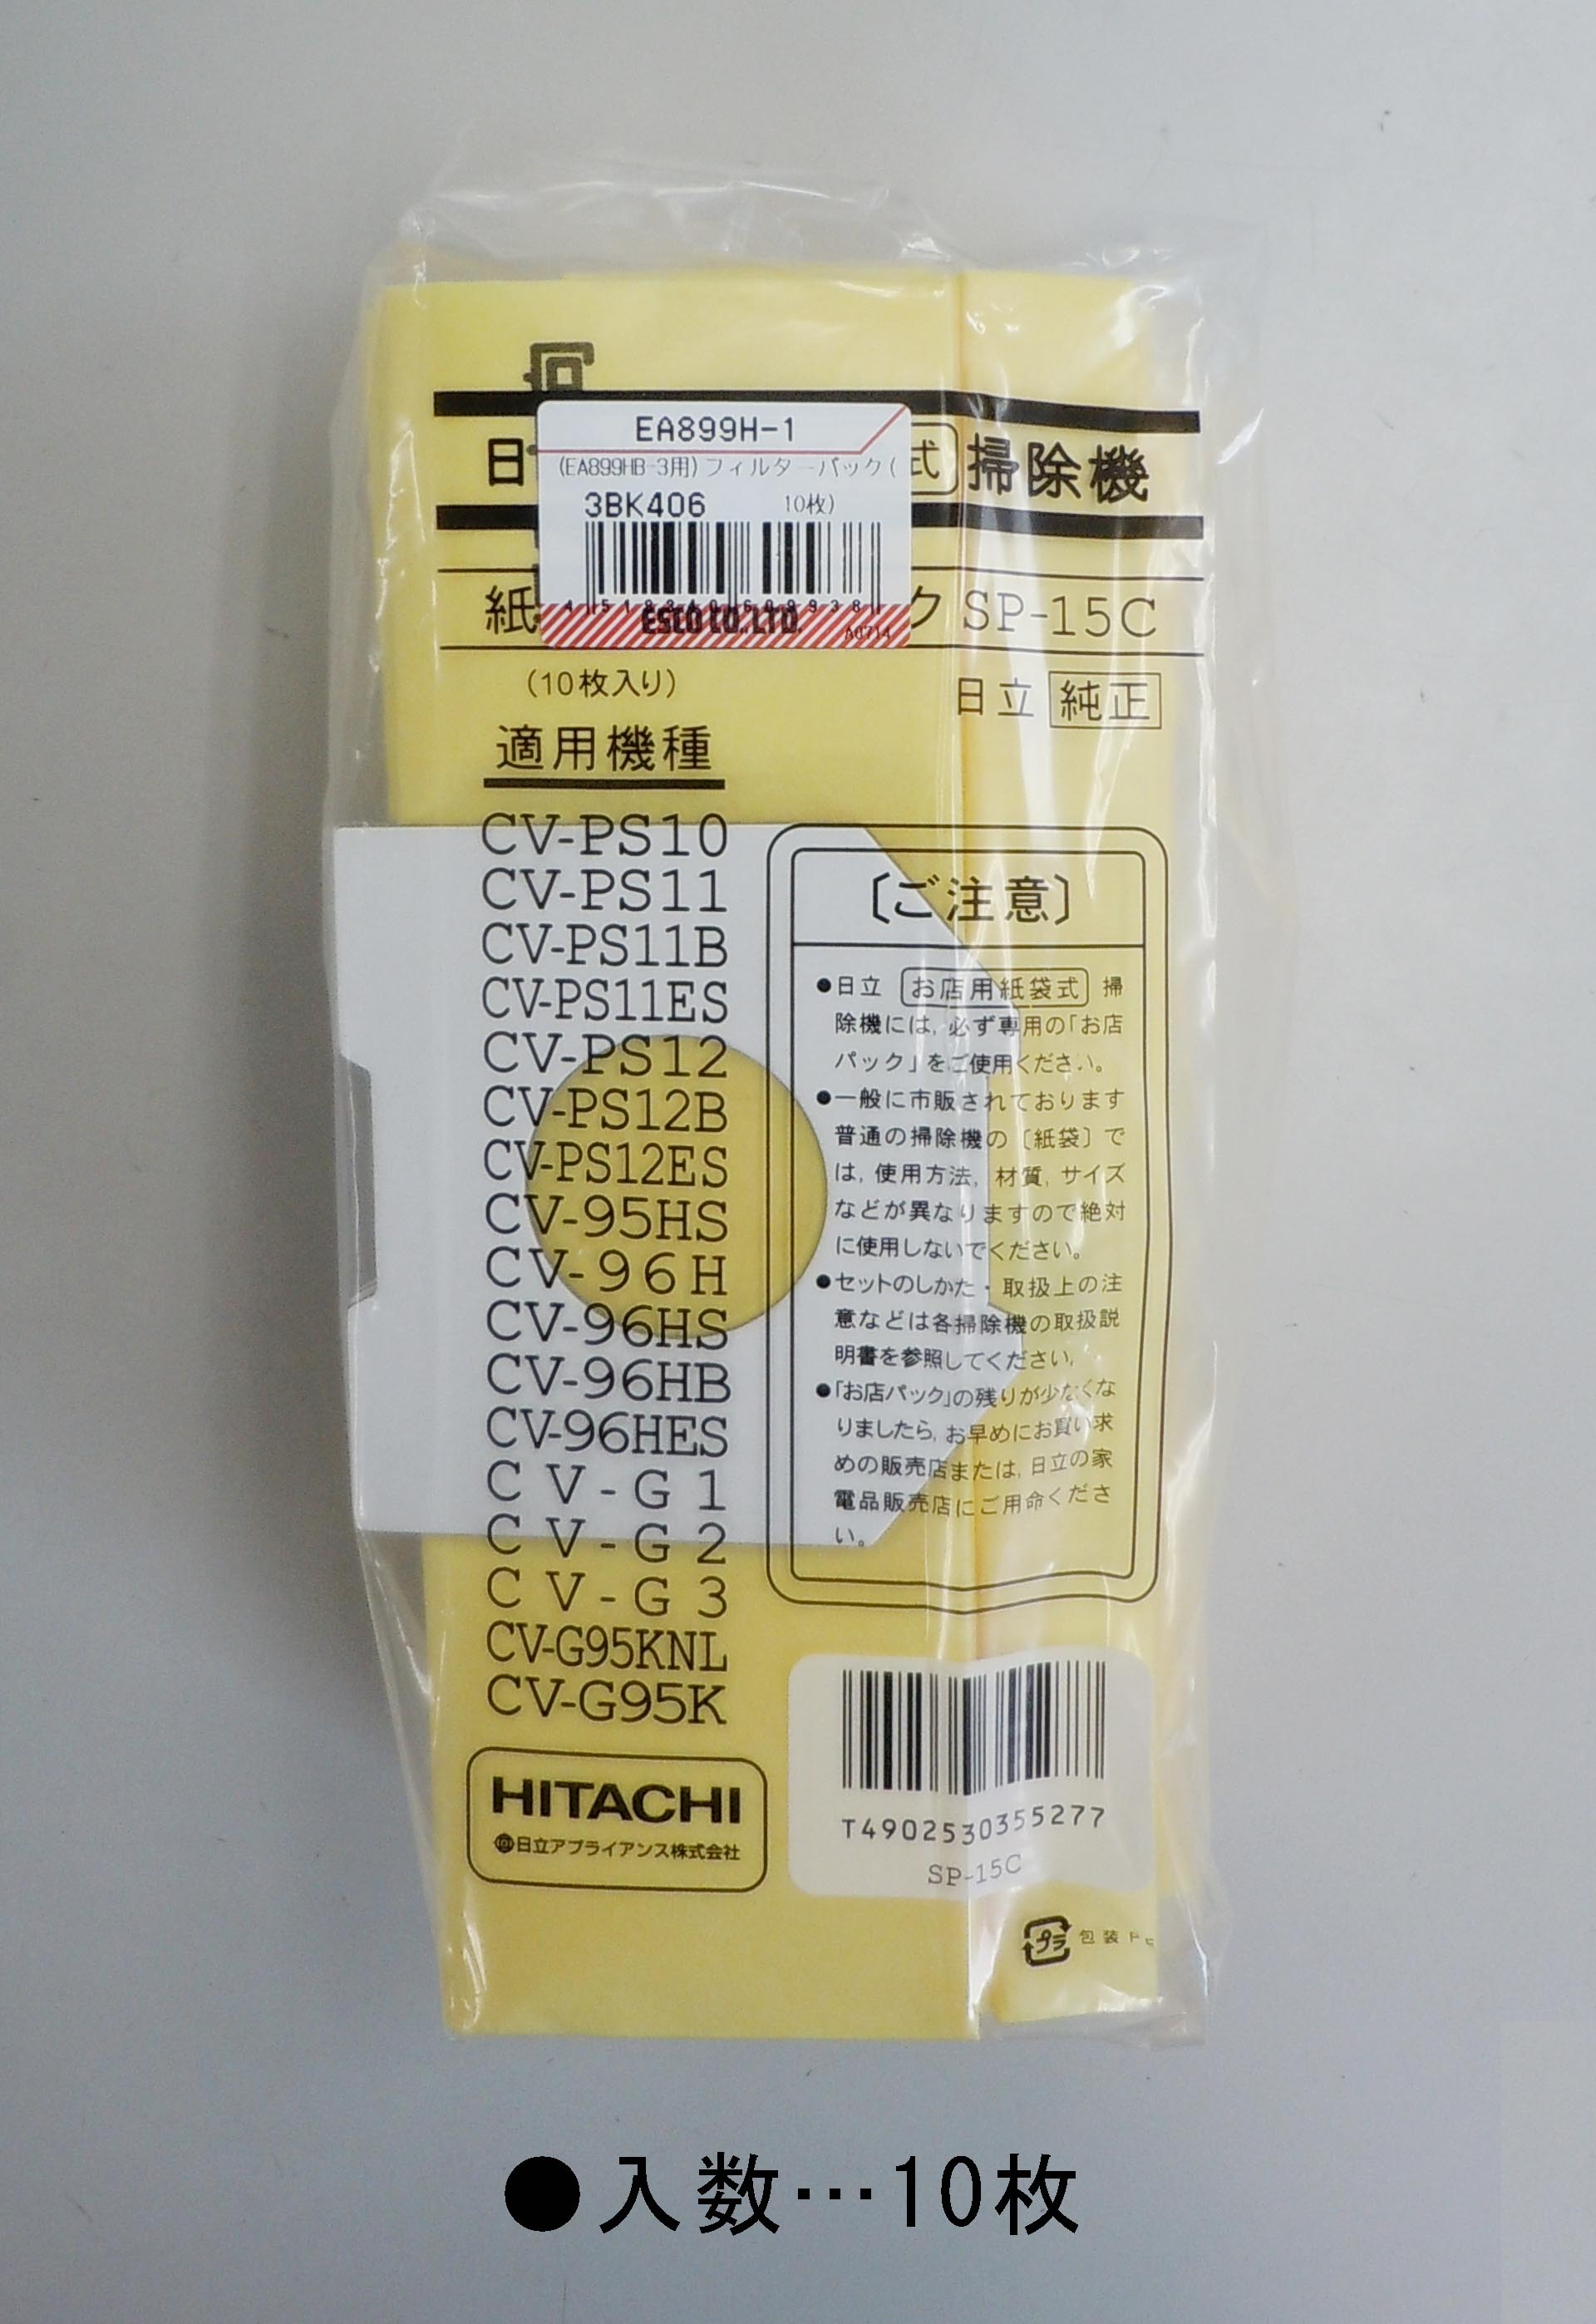 EA899H-1
(EA899HB-3用)フィルターパック(
3BK406 10枚)
4518340609938
ESCO CO.,LTD.
A0714
日 式 掃除機
紙 ク SP-15C
(10枚入り)
日立 純正
適用機種
CV-PS10
CV-PS11
CV-PS11B
CV-PS11ES
CV-PS12
CV-PS12B
CV-PS12ES
CV-95HS
CV-96H
CV-96HS
CV-96HB
CV-96HES
CV-G1
CV-G2
CV-G3
CV-G95KNL
CV-G95K
〔ご注意〕
●日立 お店用紙袋式 掃
除機には,必ず専用の「お店
パック」をご使用ください。
●一般に市販されております
普通の掃除機の〔紙袋〕で
は,使用方法,材質,サイズ
などが異なりますので絶対
に使用しないでください。
●セットのしかた・取扱上の注
意などは各掃除機の取扱説
明書を参照してください。
●「お店パック」の残りが少なくな
りましたら,お早めにお買い求
めの販売店または,日立の家
電品販売店にご用命くださ
い。
HITACHI
日立アプライアンス株式会社
T4902530355277
SP-15C
プラ 包装
●入数…10枚